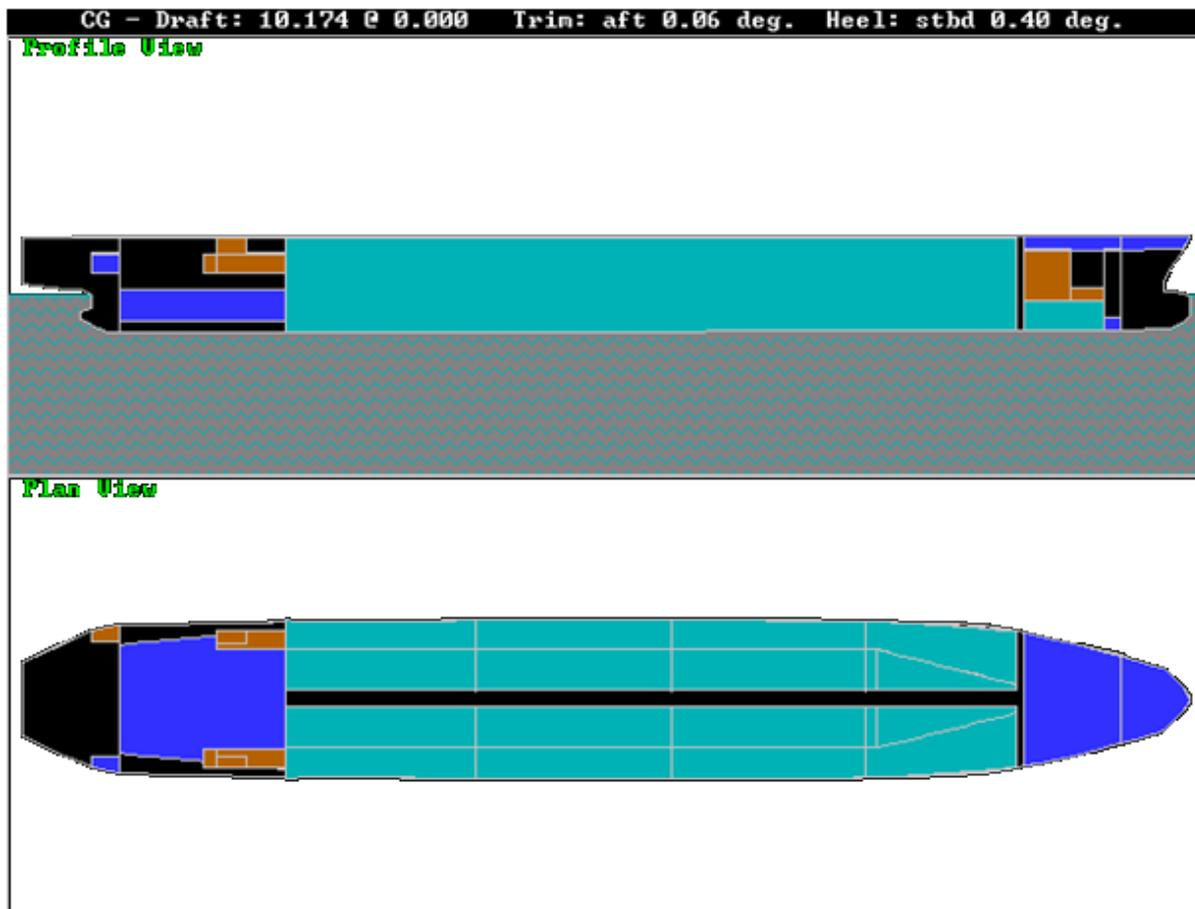 CG - Draft: 10.174 @ 0.000 Trim: aft 0.06 deg. Heel: stbd 0.40 deg.
Profile View
Plan View